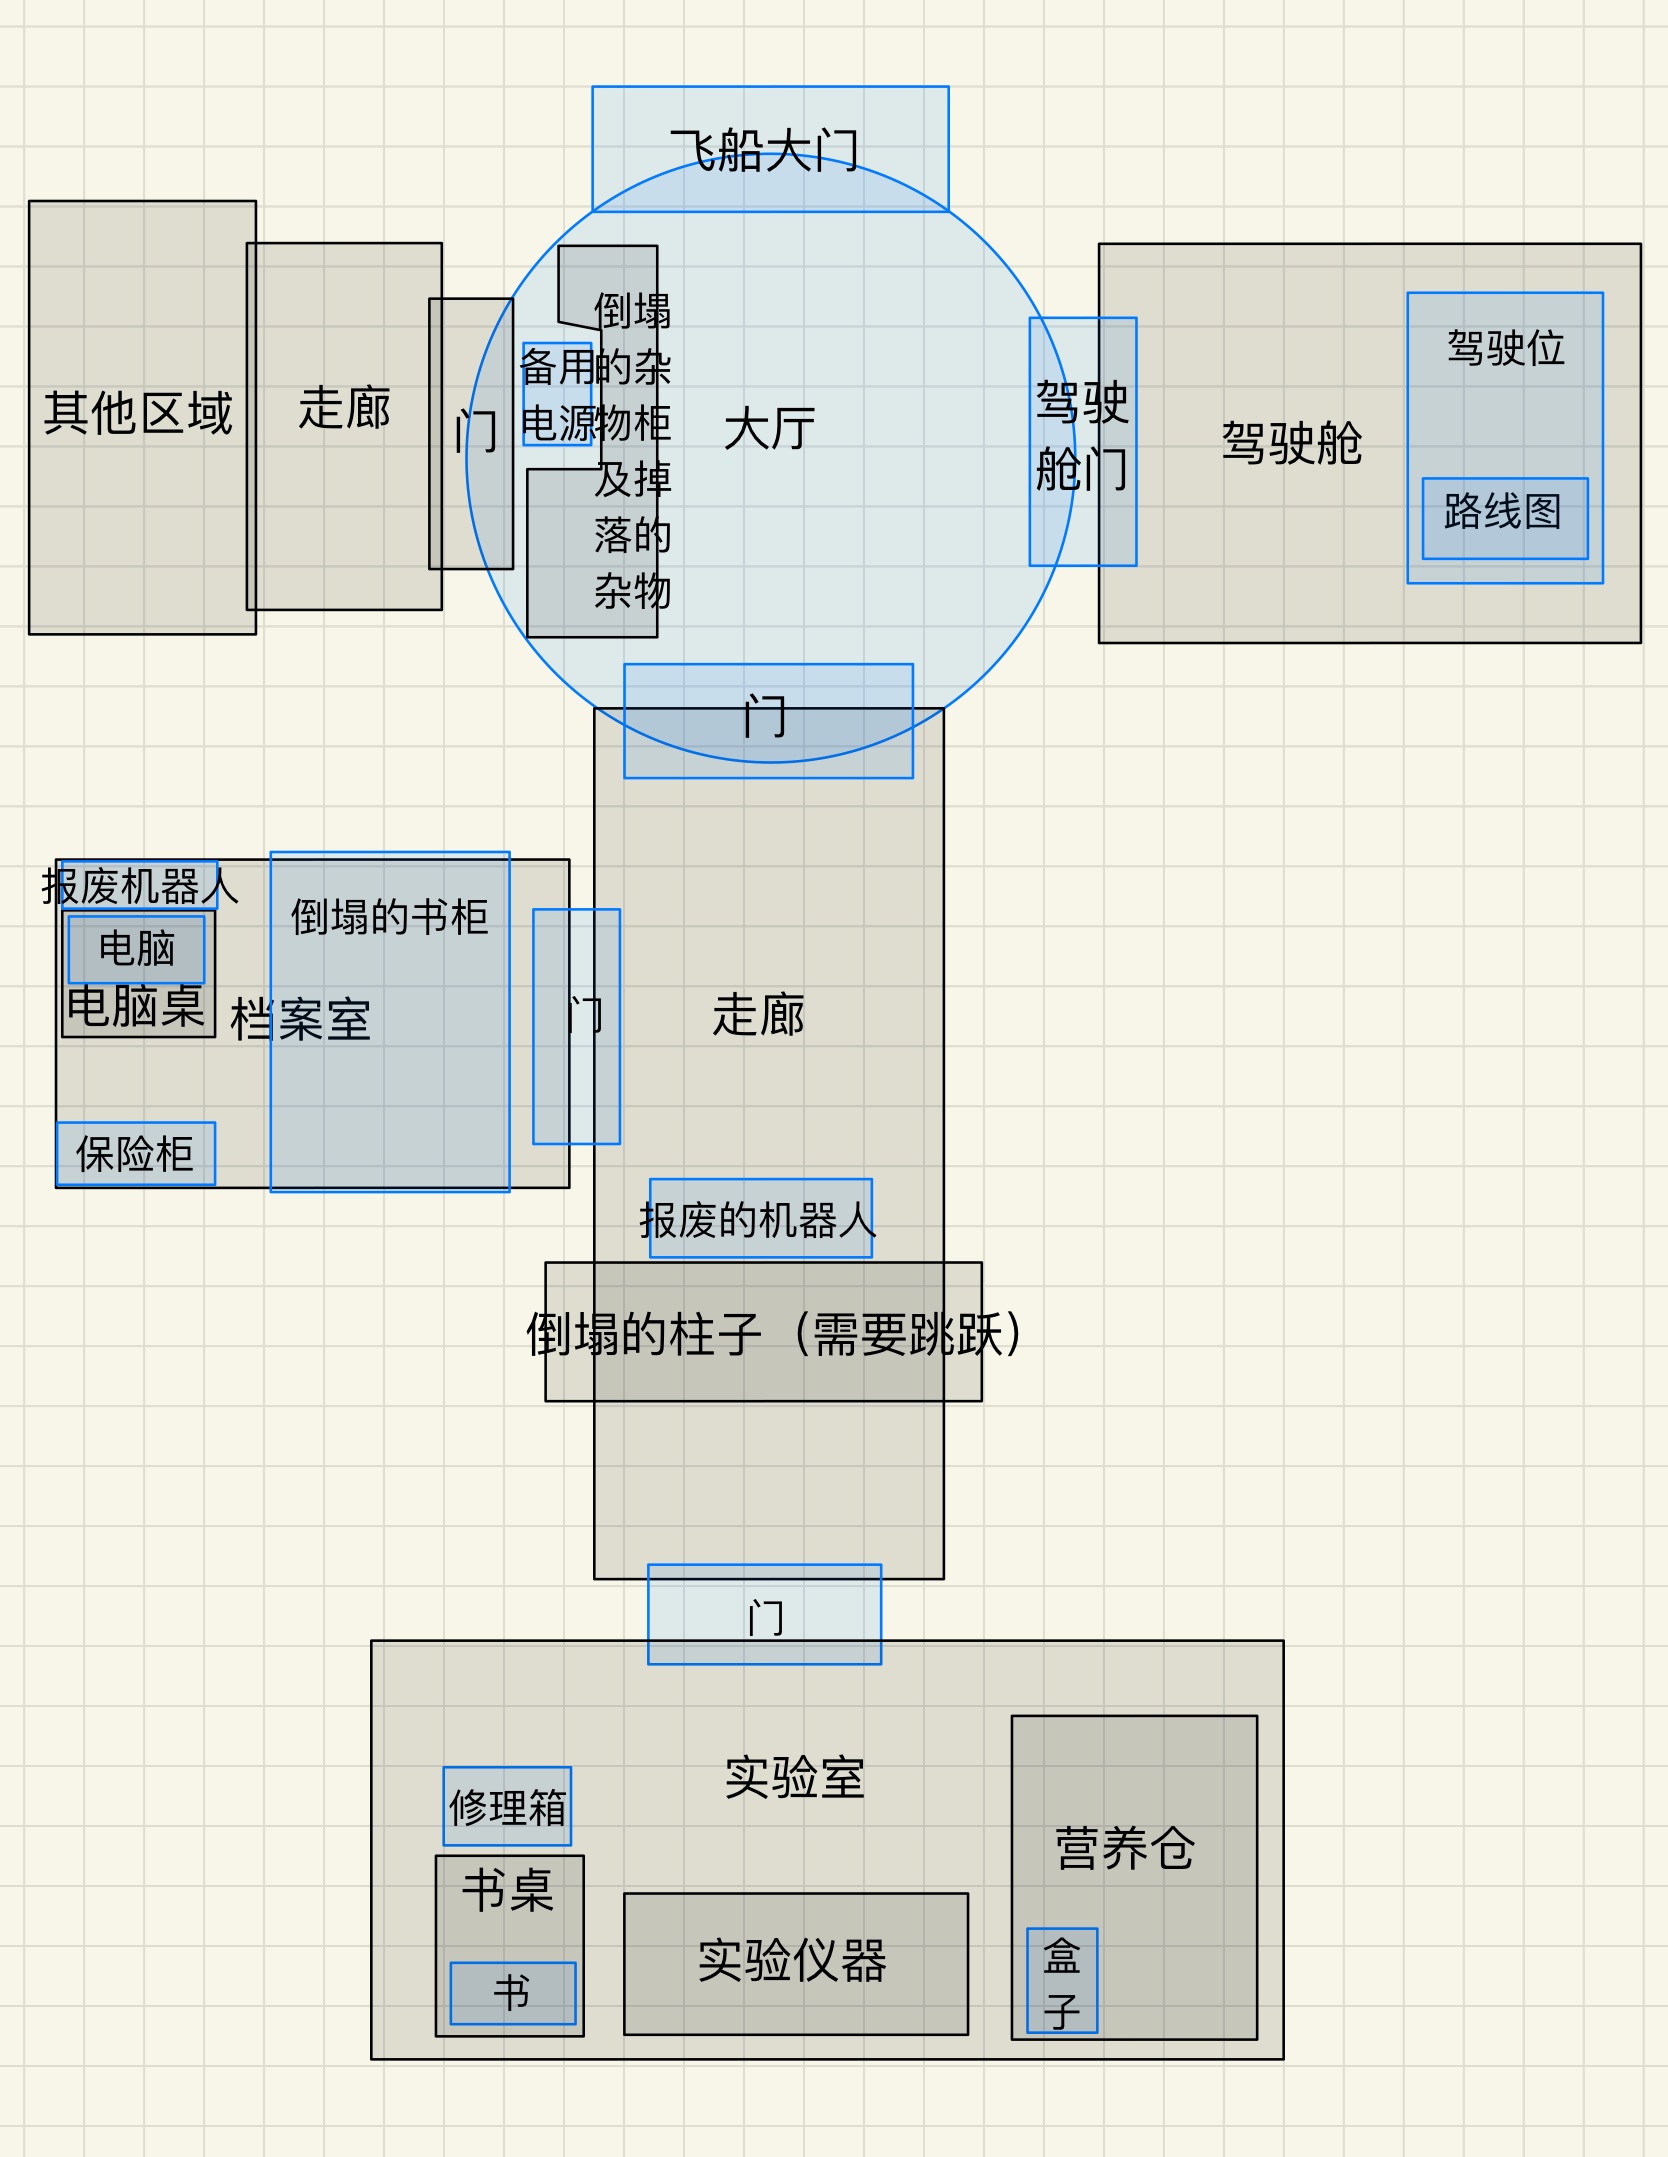 飞船大门
其他区域
走廊
门
备用
电源
倒塌
的杂
物柜
及掉
落的
杂物
大厅
驾驶
舱门
驾驶舱
驾驶位
路线图
门
报废机器人
电脑
电脑桌
档案室
倒塌的书柜
保险柜
门
走廊
报废的机器人
倒塌的柱子（需要跳跃）
门
实验室
修理箱
书桌
书
实验仪器
营养仓
盒
子